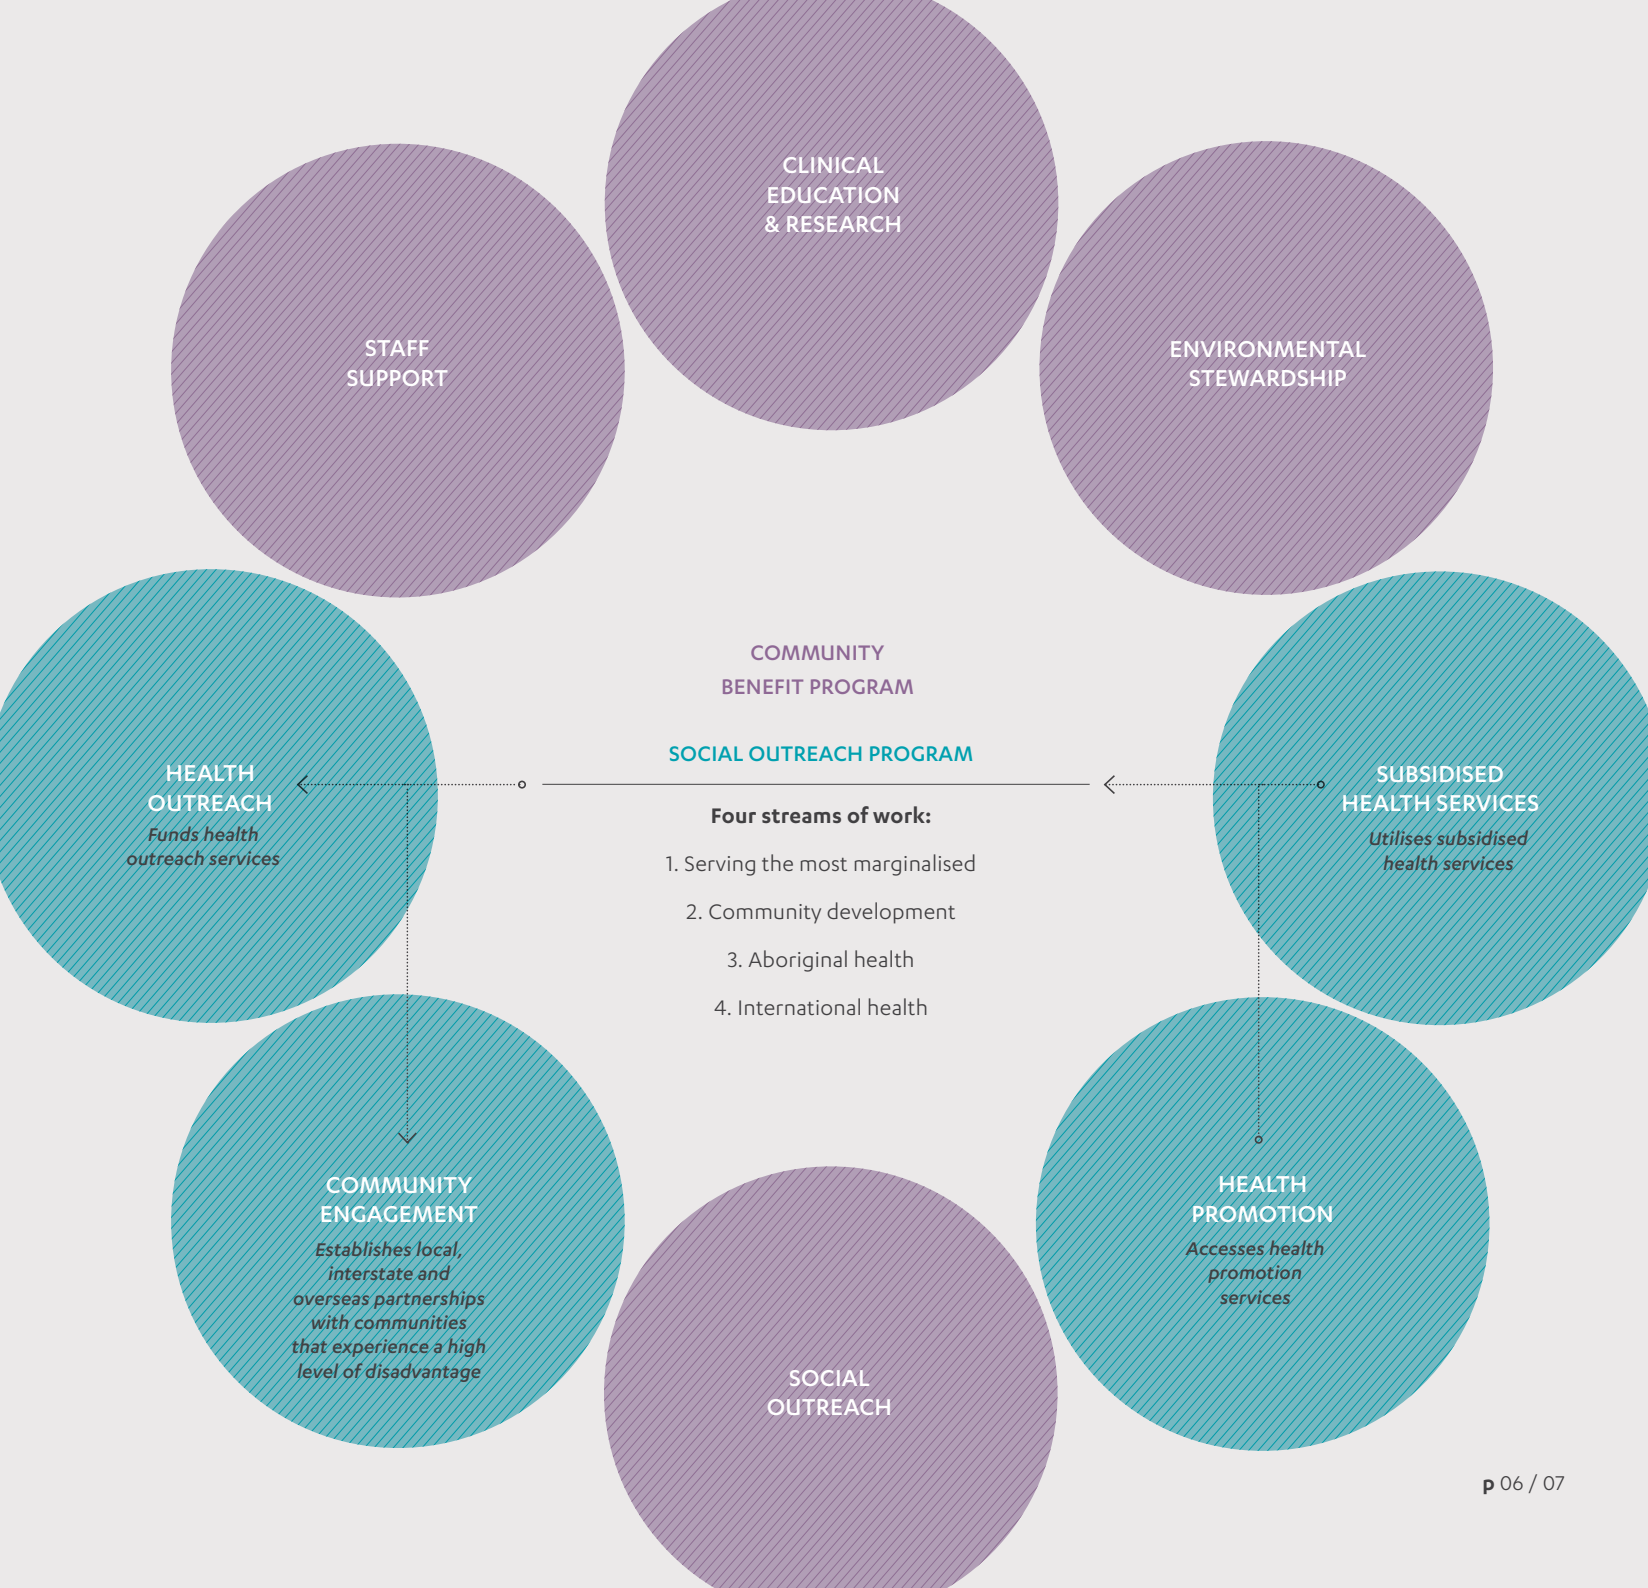 CLINICAL
EDUCATION
& RESEARCH
STAFF
SUPPORT
ENVIRONMENTAL
STEWARDSHIP
COMMUNITY
BENEFIT PROGRAM
SOCIAL OUTREACH PROGRAM
Four streams of work:
1. Serving the most marginalised
2. Community development
3. Aboriginal health
4. International health
HEALTH
OUTREACH
Funds health
outreach services
SUBSIDISED
HEALTH SERVICES
Utilises subsidised
health services
COMMUNITY
ENGAGEMENT
Establishes local,
interstate and
overseas partnerships
with communities
that experience a high
level of disadvantage
HEALTH
PROMOTION
Accesses health
promotion
services
SOCIAL
OUTREACH
p 06 / 07